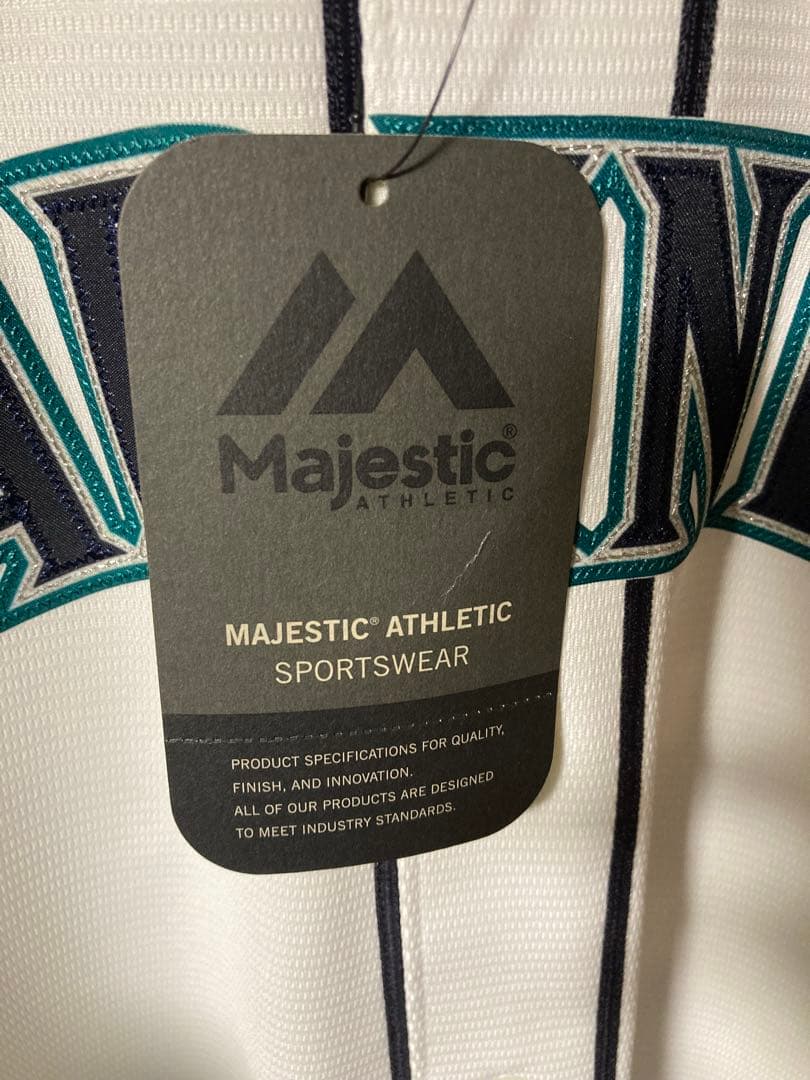 Majestic®
ATHLETIC
MAJESTIC® ATHLETIC
SPORTSWEAR
PRODUCT SPECIFICATIONS FOR QUALITY,
FINISH, AND INNOVATION.
ALL OF OUR PRODUCTS ARE DESIGNED
TO MEET INDUSTRY STANDARDS.